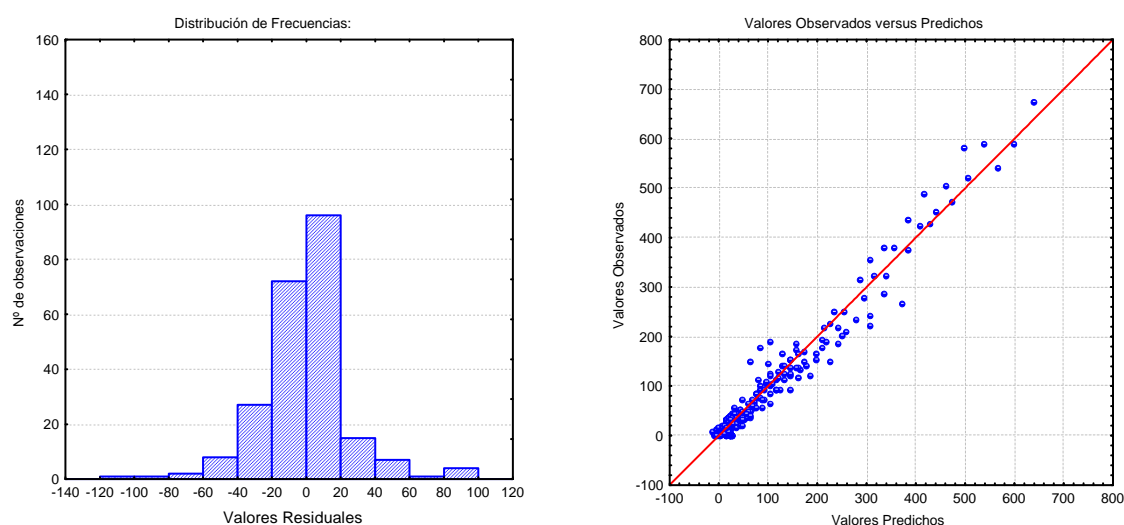 Distribución de Frecuencias:
160
140
120
100
80
60
40
20
0
-140 -120 -100 -80 -60 -40 -20 0 20 40 60 80 100 120
Nº de observaciones
Valores Residuales
Valores Observados versus Predichos
800
700
600
500
400
300
200
100
0
-100
-100 0 100 200 300 400 500 600 700 800
Valores Observados
Valores Predichos